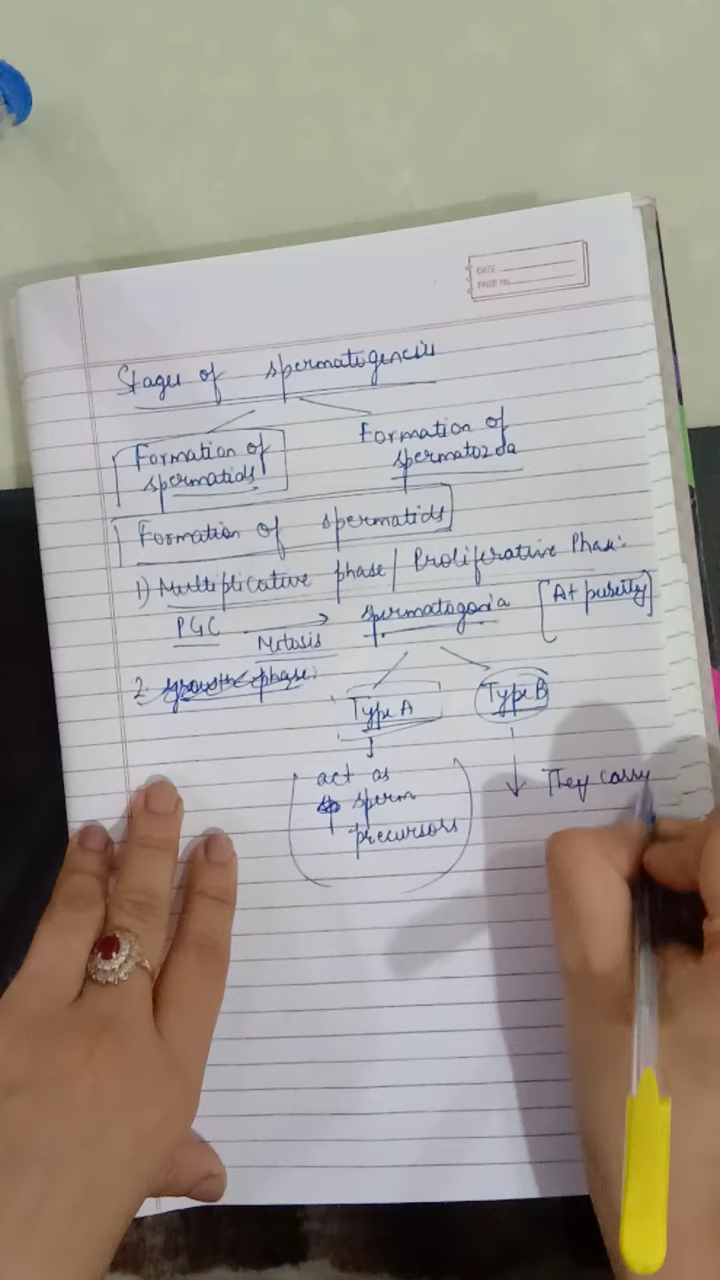 DATE
PAGE No.
Stages of spermatogenesis
Formation of
spermatids
Formation of
spermatozoa
Formation of spermatids
1) Multiplicative phase / Proliferative Phase:
PGC → spermatogonia [At puberty]
Mitosis
2. growth phase:
Type A
Type B
act as
sperm
precursors
They carry